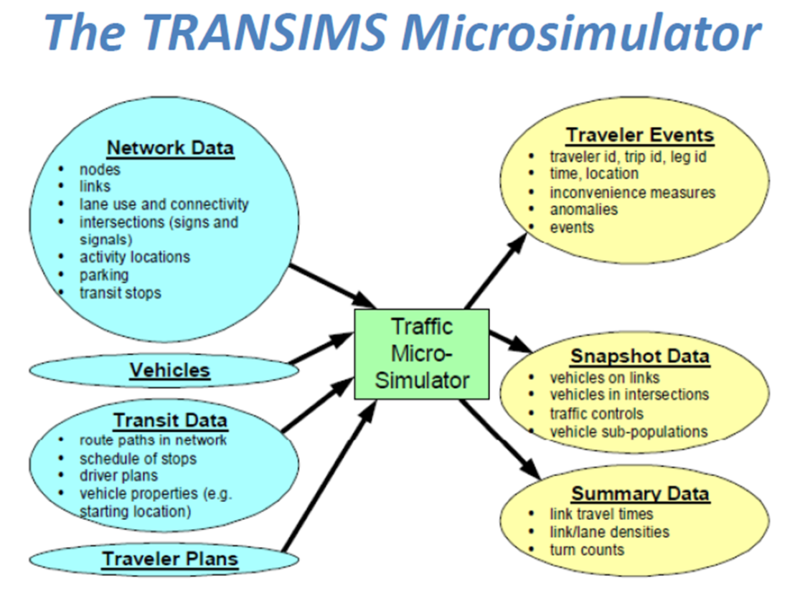 The TRANSIMS Microsimulator
Network Data
• nodes
• links
• lane use and connectivity
• intersections (signs and
signals)
• activity locations
• parking
• transit stops
Vehicles
Transit Data
• route paths in network
• schedule of stops
• driver plans
• vehicle properties (e.g.
starting location)
Traveler Plans
Traffic
Micro-
Simulator
Traveler Events
• traveler id, trip id, leg id
• time, location
• inconvenience measures
• anomalies
• events
Snapshot Data
• vehicles on links
• vehicles in intersections
• traffic controls
• vehicle sub-populations
Summary Data
• link travel times
• link/lane densities
• turn counts